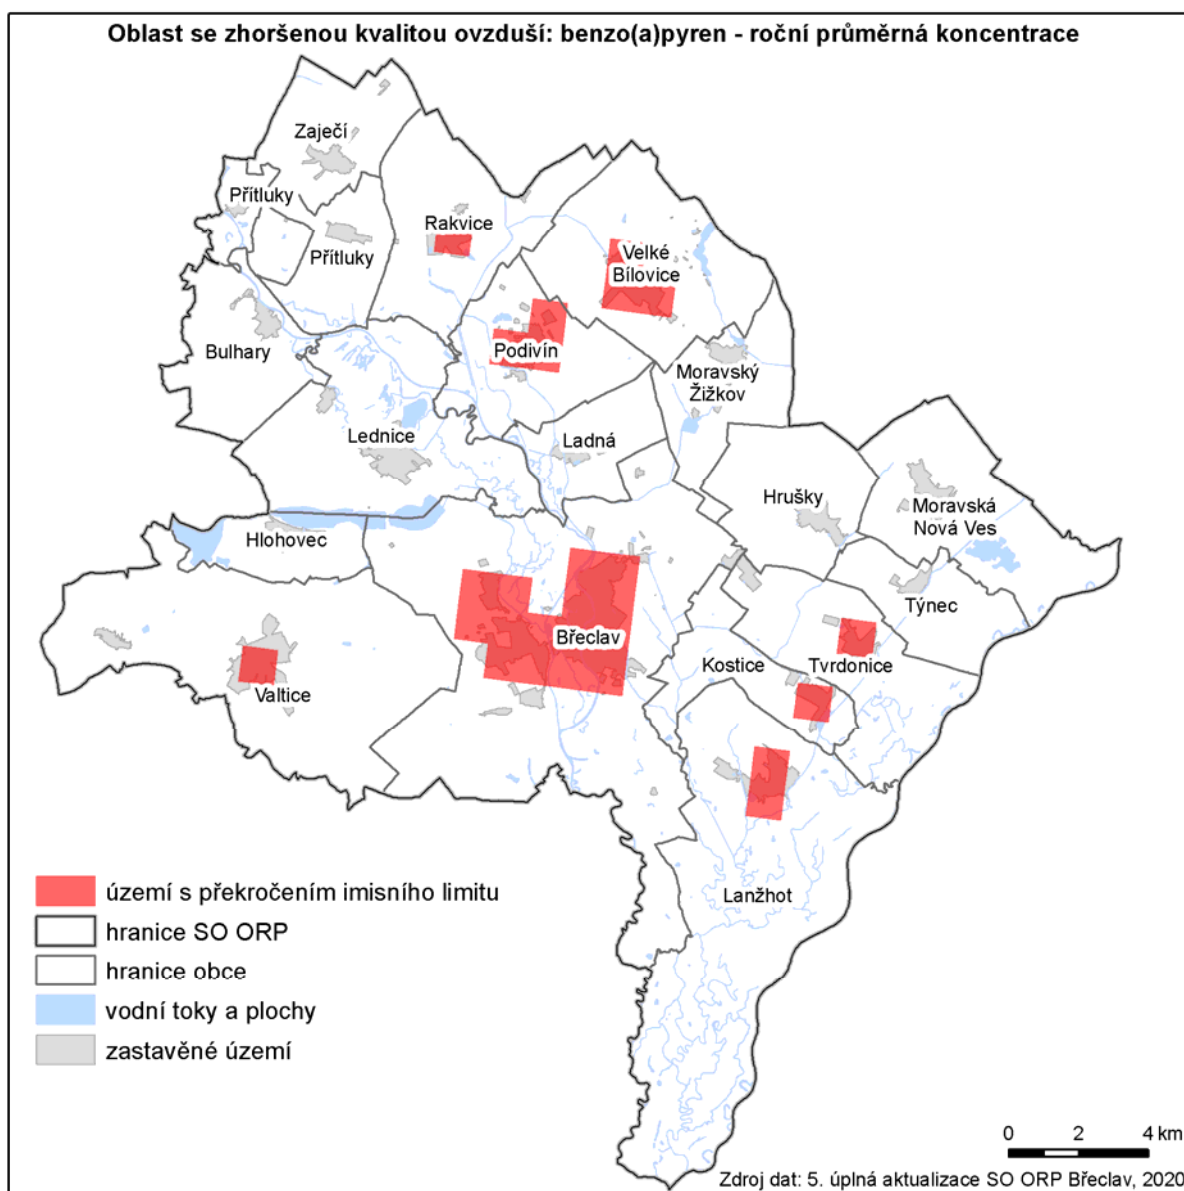 Oblast se zhoršenou kvalitou ovzduší: benzo(a)pyren - roční průměrná koncentrace
Zaječí
Přítluky
Rakvice
Přítluky
Velké
Bílovice
Bulhary
Podivín
Moravský
Žižkov
Lednice
Ladná
Hrušky
Moravská
Nová Ves
Hlohovec
Týnec
Břeclav
Kostice
Tvrdonice
Valtice
Lanžhot
území s překročením imisního limitu
hranice SO ORP
hranice obce
vodní toky a plochy
zastavěné území
0 2 4 km
Zdroj dat: 5. úplná aktualizace SO ORP Břeclav, 2020